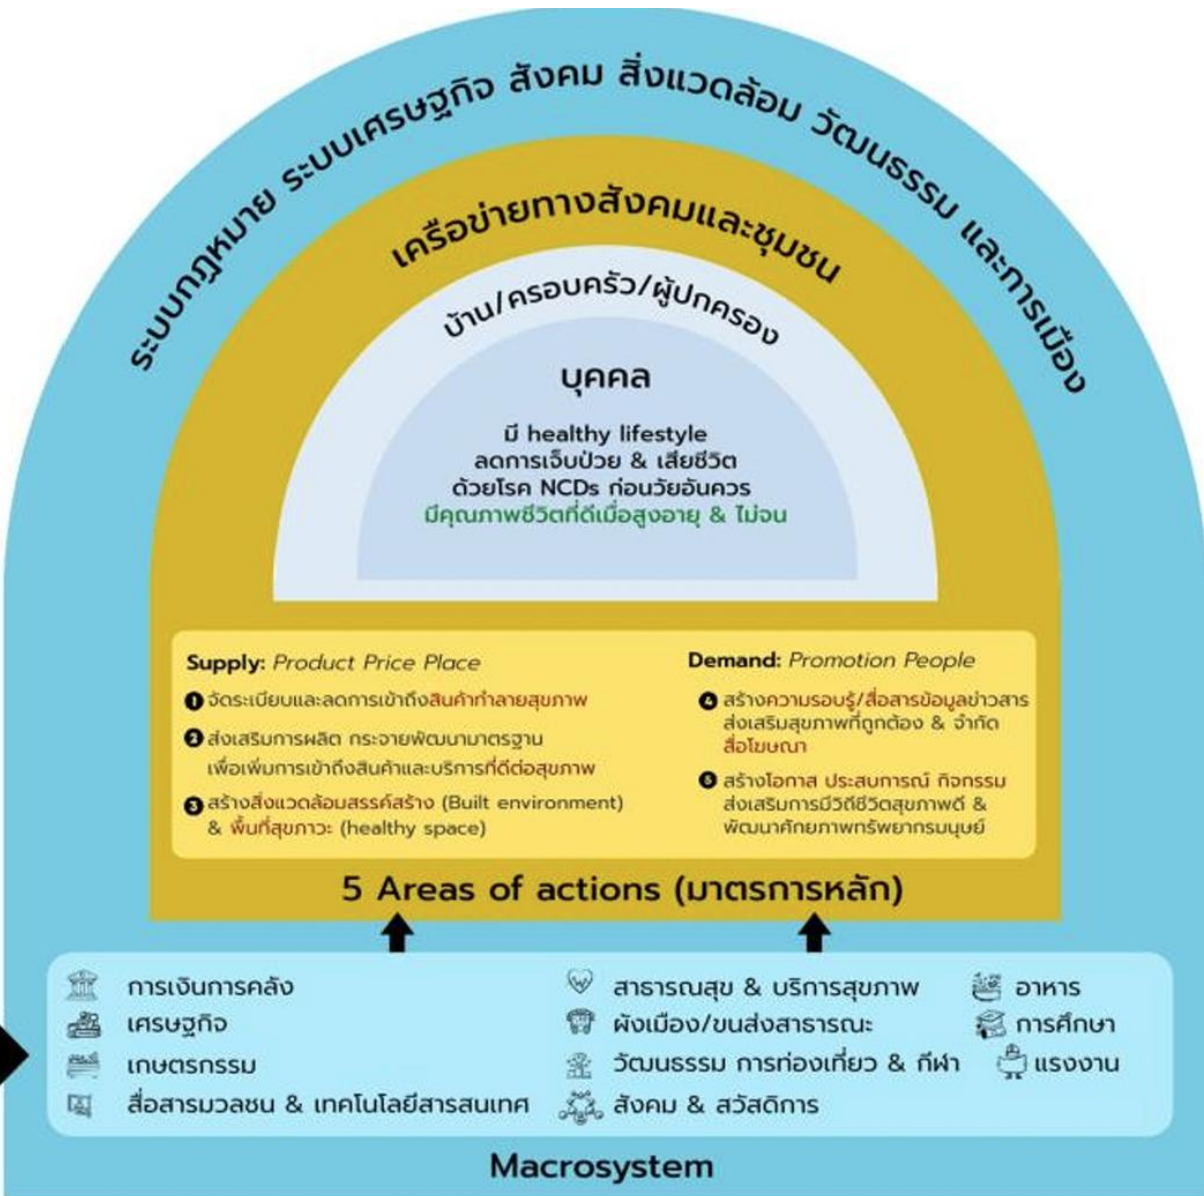 ระบบกฎหมาย ระบบเศรษฐกิจ สังคม สิ่งแวดล้อม วัฒนธรรม และการเมือง
เครือข่ายทางสังคมและชุมชน
บ้าน/ครอบครัว/ผู้ปกครอง
บุคคล
มี healthy lifestyle
ลดการเจ็บป่วย & เสียชีวิต
ด้วยโรค NCDs ก่อนวัยอันควร
มีคุณภาพชีวิตที่ดีเมื่อสูงอายุ & ไม่จน
Supply: Product Price Place
1 จัดระเบียบและลดการเข้าถึงสินค้าทำลายสุขภาพ
2 ส่งเสริมการผลิต กระจายพัฒนามาตรฐาน
เพื่อเพิ่มการเข้าถึงสินค้าและบริการที่ดีต่อสุขภาพ
3 สร้างสิ่งแวดล้อมสรรค์สร้าง (Built environment)
& พื้นที่สุขภาวะ (healthy space)
Demand: Promotion People
4 สร้างความรอบรู้/สื่อสารข้อมูลข่าวสาร
ส่งเสริมสุขภาพที่ถูกต้อง & จำกัด
สื่อโฆษณา
5 สร้างโอกาส ประสบการณ์ กิจกรรม
ส่งเสริมการมีวิถีชีวิตสุขภาพดี &
พัฒนาศักยภาพทรัพยากรมนุษย์
5 Areas of actions (มาตรการหลัก)
การเงินการคลัง
เศรษฐกิจ
เกษตรกรรม
สื่อสารมวลชน & เทคโนโลยีสารสนเทศ
สาธารณสุข & บริการสุขภาพ
ผังเมือง/ขนส่งสาธารณะ
วัฒนธรรม การท่องเที่ยว & กีฬา
สังคม & สวัสดิการ
อาหาร
การศึกษา
แรงงาน
Macrosystem